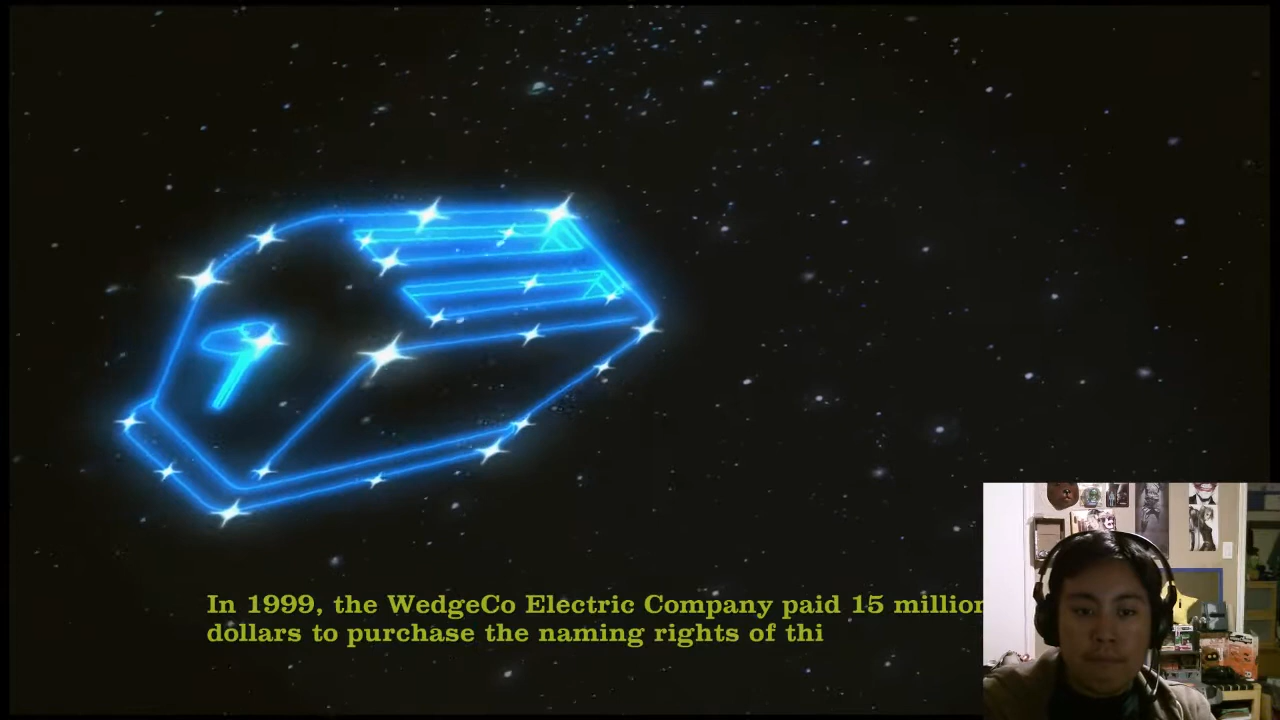 In 1999, the WedgeCo Electric Company paid 15 million
dollars to purchase the naming rights of thi